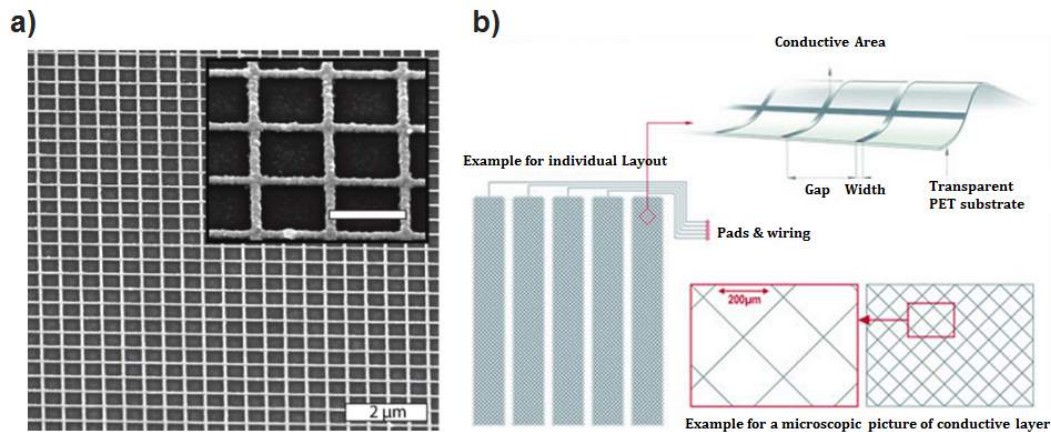 a)
2 µm
b)
Conductive Area
Example for individual Layout
Gap
Width
Transparent
PET substrate
Pads & wiring
200µm
Example for a microscopic picture of conductive layer